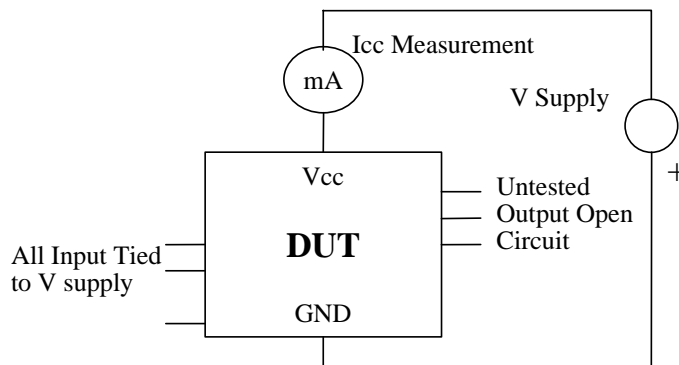 Icc Measurement
mA
V Supply
+
Vcc
Untested
Output Open
Circuit
DUT
All Input Tied
to V supply
GND